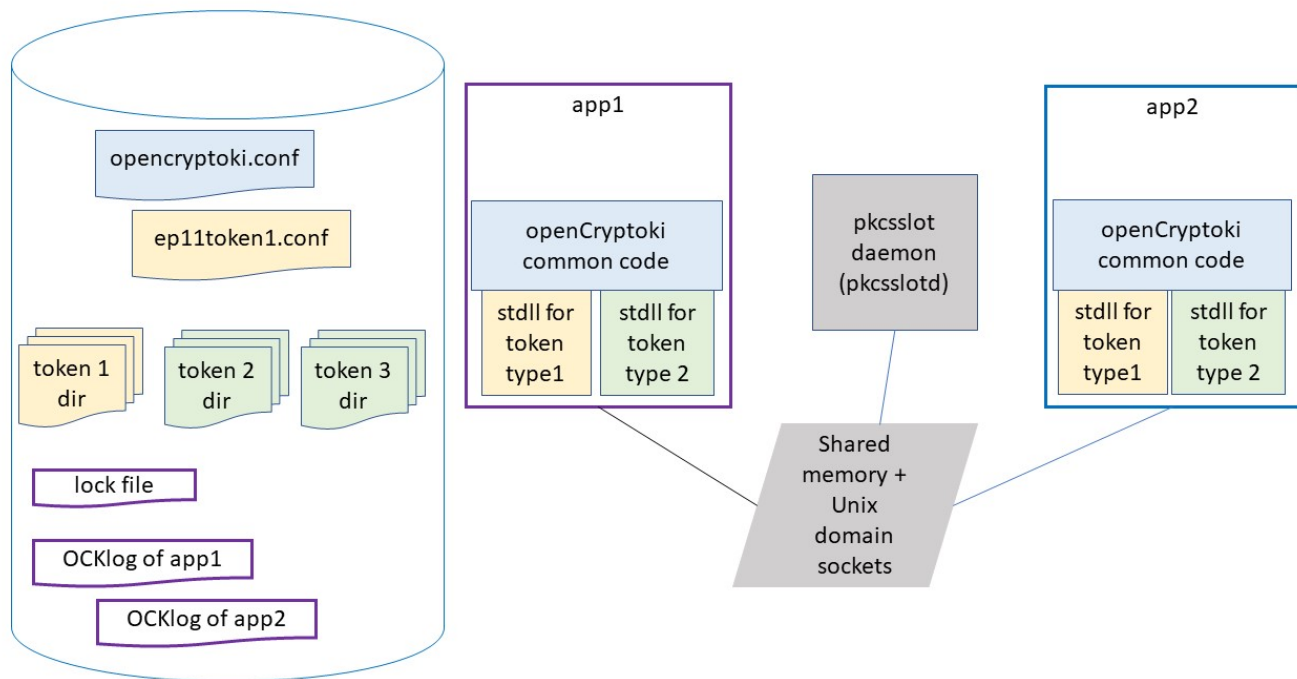 opencryptoki.conf
ep11token1.conf
token 1
dir
token 2
dir
token 3
dir
lock file
OCKlog of app1
OCKlog of app2
app1
openCryptoki
common code
stdll for
token
type1
stdll for
token
type 2
pkcsslot
daemon
(pkcsslotd)
Shared
memory +
Unix
domain
sockets
app2
openCryptoki
common code
stdll for
token
type1
stdll for
token
type 2